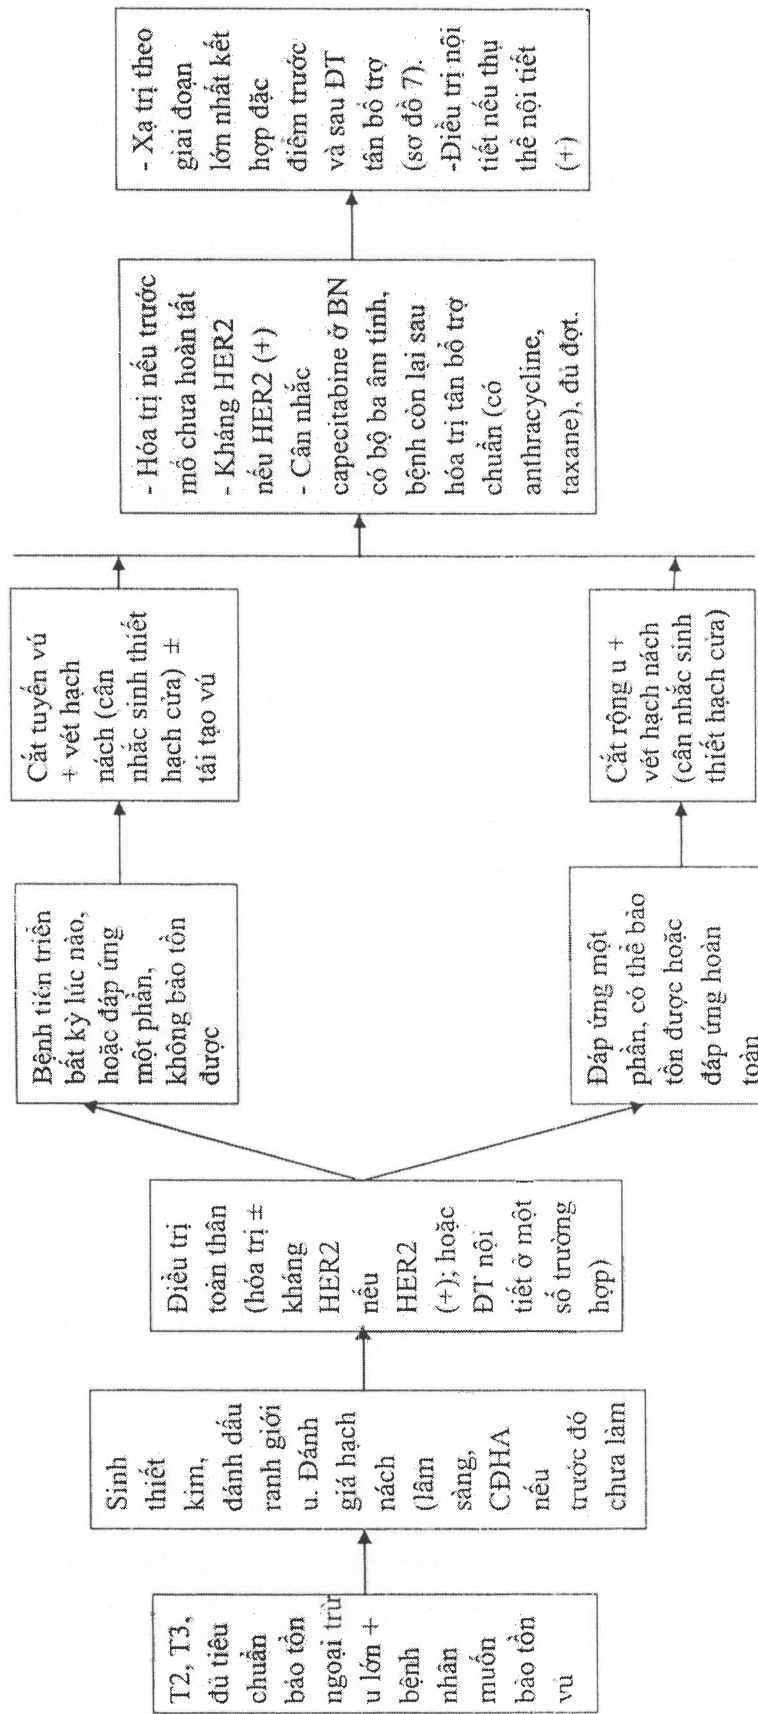 T2, T3,
đủ tiêu
chuẩn
bảo tồn
ngoại trừ
u lớn +
bệnh
nhân
muốn
bảo tồn
vú
Sinh
thiết
kim,
đánh dấu
ranh giới
u. Đánh
giá hạch
nách
(lâm
sàng,
CĐHA
nếu
trước đó
chưa làm
Điều trị
toàn thân
(hóa trị ±
kháng
HER2
nếu
HER2
(+); hoặc
ĐT nội
tiết ở một
số trường
hợp)
Bệnh tiến triển
bất kỳ lúc nào,
hoặc đáp ứng
một phần,
không bảo tồn
được
Cắt tuyến vú
+ vét hạch
nách (cân
nhắc sinh thiết
hạch cửa) ±
tái tạo vú
Đáp ứng một
phần, có thể bảo
tồn được hoặc
đáp ứng hoàn
toàn
Cắt rộng u +
vét hạch nách
(cân nhắc sinh
thiết hạch cửa)
- Hóa trị nếu trước
mổ chưa hoàn tất
- Kháng HER2
nếu HER2 (+)
- Cân nhắc
capecitabine ở BN
có bộ ba âm tính,
bệnh còn lại sau
hóa trị tân bổ trợ
chuẩn (có
anthracycline,
taxane), đủ đợt.
- Xạ trị theo
giai đoạn
lớn nhất kết
hợp đặc
điểm trước
và sau ĐT
tân bổ trợ
(sơ đồ 7).
-Điều trị nội
tiết nếu thụ
thể nội tiết
(+)